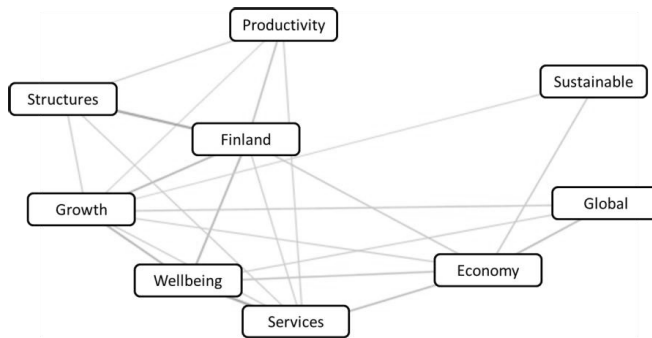 Productivity
Sustainable
Structures
Finland
Growth
Global
Wellbeing
Economy
Services